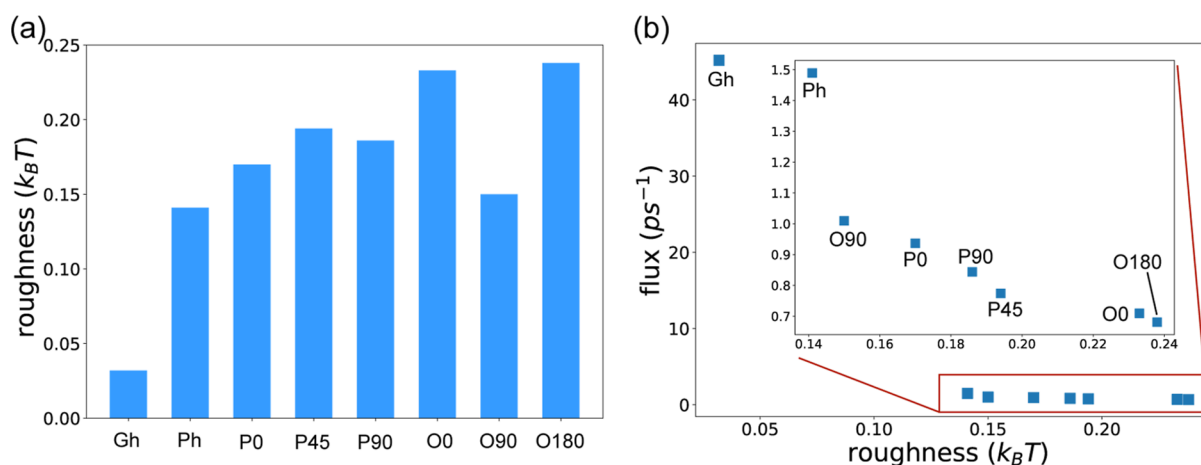 (a)
0.25
0.20
0.15
0.10
0.05
0.00
roughness (k_BT)
Gh Ph P0 P45 P90 O0 O90 O180
(b)
40
30
20
10
0
flux (ps⁻¹)
Gh
1.5
1.4
1.3
1.2
1.1
1.0
0.9
0.8
0.7
Ph
O90
P0
P90
P45
O180
O0
0.14 0.16 0.18 0.20 0.22 0.24
0.05 0.10 0.15 0.20
roughness (k_BT)